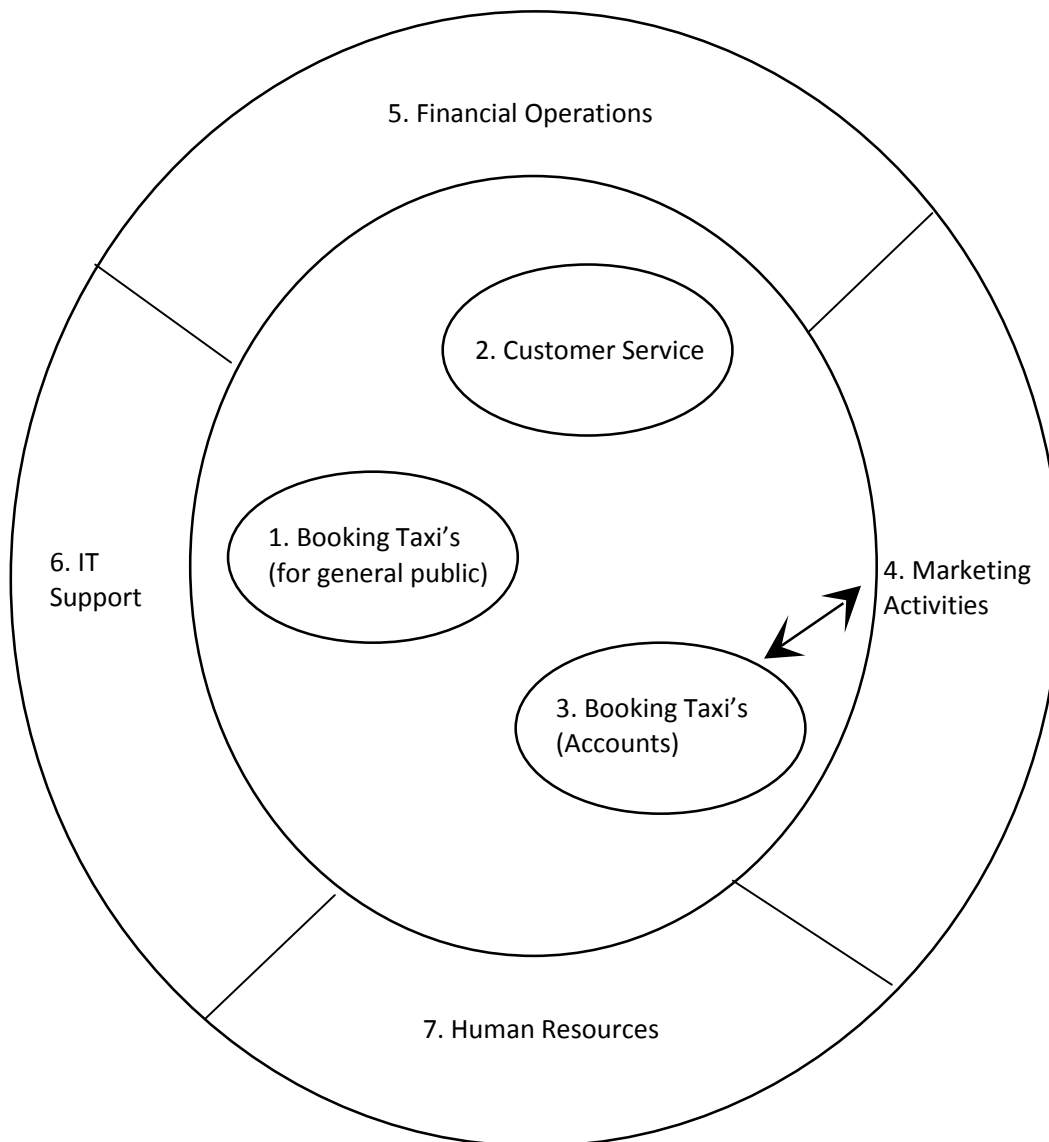 5. Financial Operations
2. Customer Service
1. Booking Taxi’s
(for general public)
6. IT
Support
4. Marketing
Activities
3. Booking Taxi’s
(Accounts)
7. Human Resources